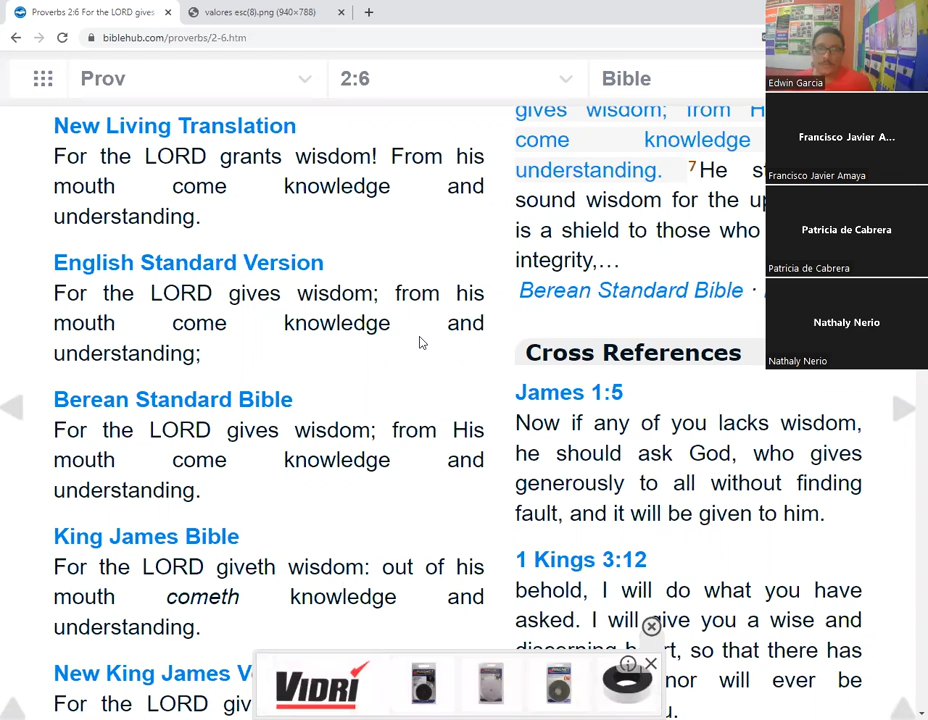 Proverbs 2:6 For the LORD gives
valores esc(8).png (940×788)
biblehub.com/proverbs/2-6.htm
Prov
2:6
Bible
New Living Translation
For the LORD grants wisdom! From his
mouth come knowledge and
understanding.
English Standard Version
For the LORD gives wisdom; from his
mouth come knowledge and
understanding;
Berean Standard Bible
For the LORD gives wisdom; from His
mouth come knowledge and
understanding.
King James Bible
For the LORD giveth wisdom: out of his
mouth cometh knowledge and
understanding.
New King James V
For the LORD giv
gives wisdom; from H
come knowledge
understanding. 7He s
sound wisdom for the up
is a shield to those who
integrity,…
Berean Standard Bible ·
Cross References
James 1:5
Now if any of you lacks wisdom,
he should ask God, who gives
generously to all without finding
fault, and it will be given to him.
1 Kings 3:12
behold, I will do what you have
asked. I will give you a wise and
discerning heart, so that there has
nor will ever be
u.
VIDRI
Edwin Garcia
Francisco Javier A...
Francisco Javier Amaya
Patricia de Cabrera
Patricia de Cabrera
Nathaly Nerio
Nathaly Nerio